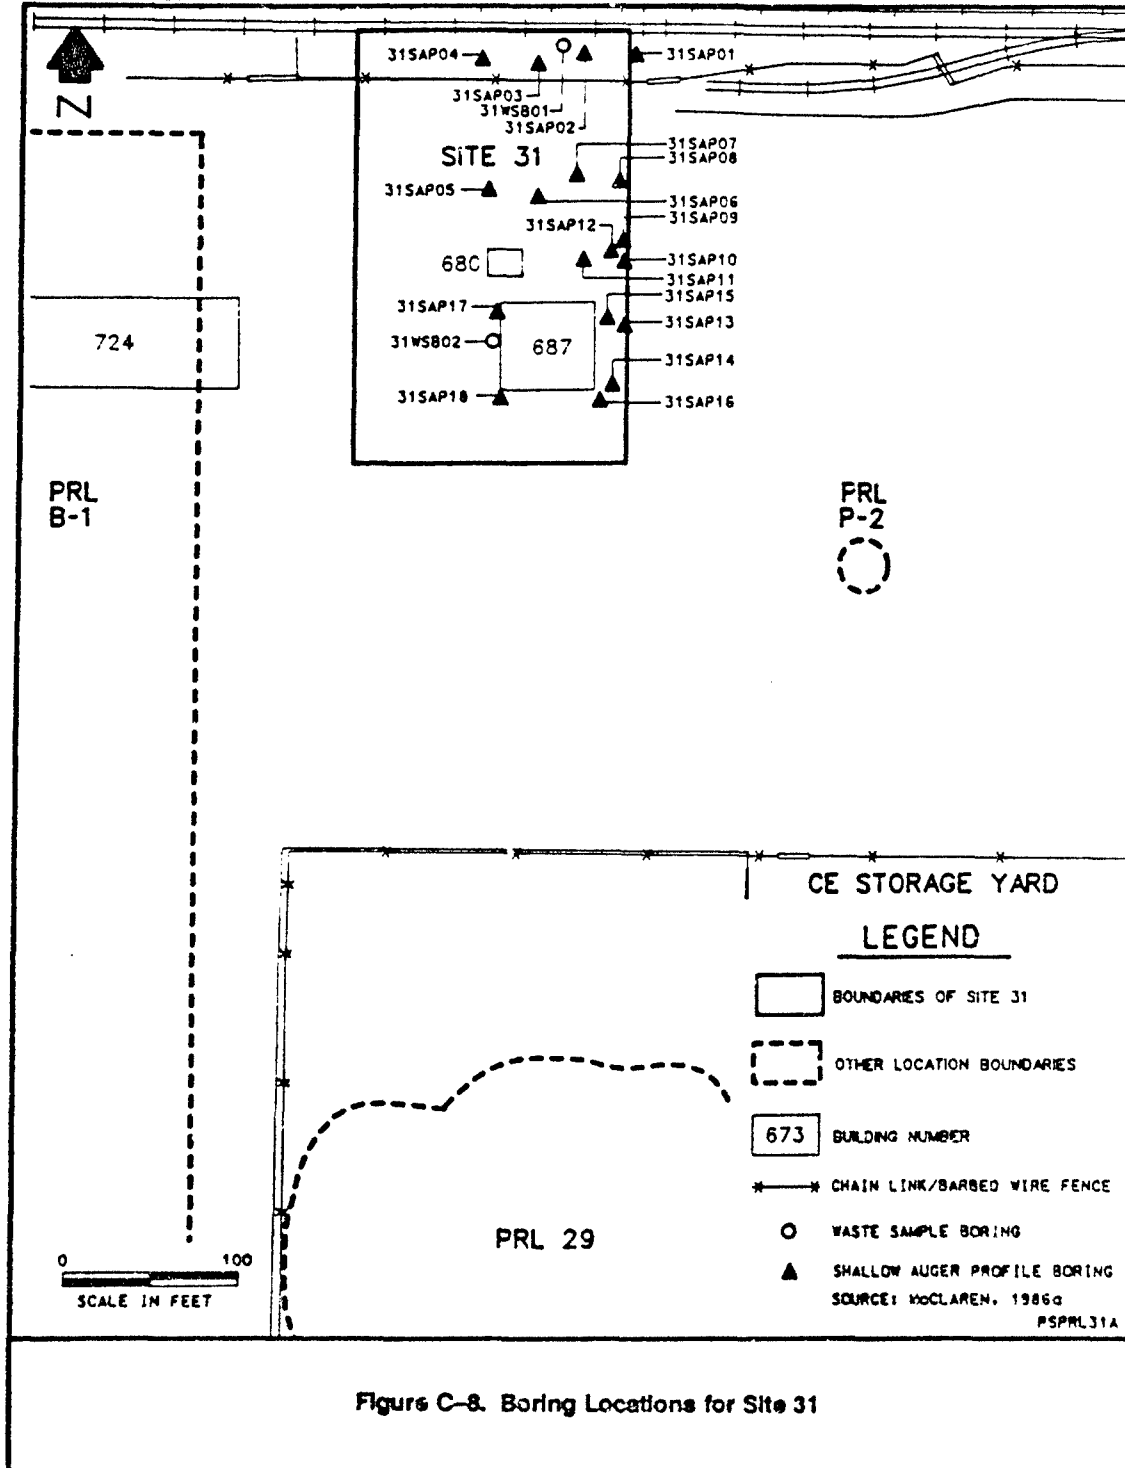 31SAP04
31SAP01
31SAP03
31WSB01
31SAP02
N
SITE 31
31SAP07
31SAP08
31SAP05
31SAP06
31SAP09
31SAP12
680
31SAP10
31SAP11
31SAP15
31SAP17
31SAP13
724
31WSB02
687
31SAP14
31SAP18
31SAP16
PRL
B-1
PRL
P-2
CE STORAGE YARD
LEGEND
BOUNDARIES OF SITE 31
OTHER LOCATION BOUNDARIES
673
BUILDING NUMBER
CHAIN LINK/BARBED WIRE FENCE
WASTE SAMPLE BORING
PRL 29
0 100
SCALE IN FEET
SHALLOW AUGER PROFILE BORING
SOURCE: McCLAREN, 1986a
PSPRL31A
Figure C-8. Boring Locations for Site 31